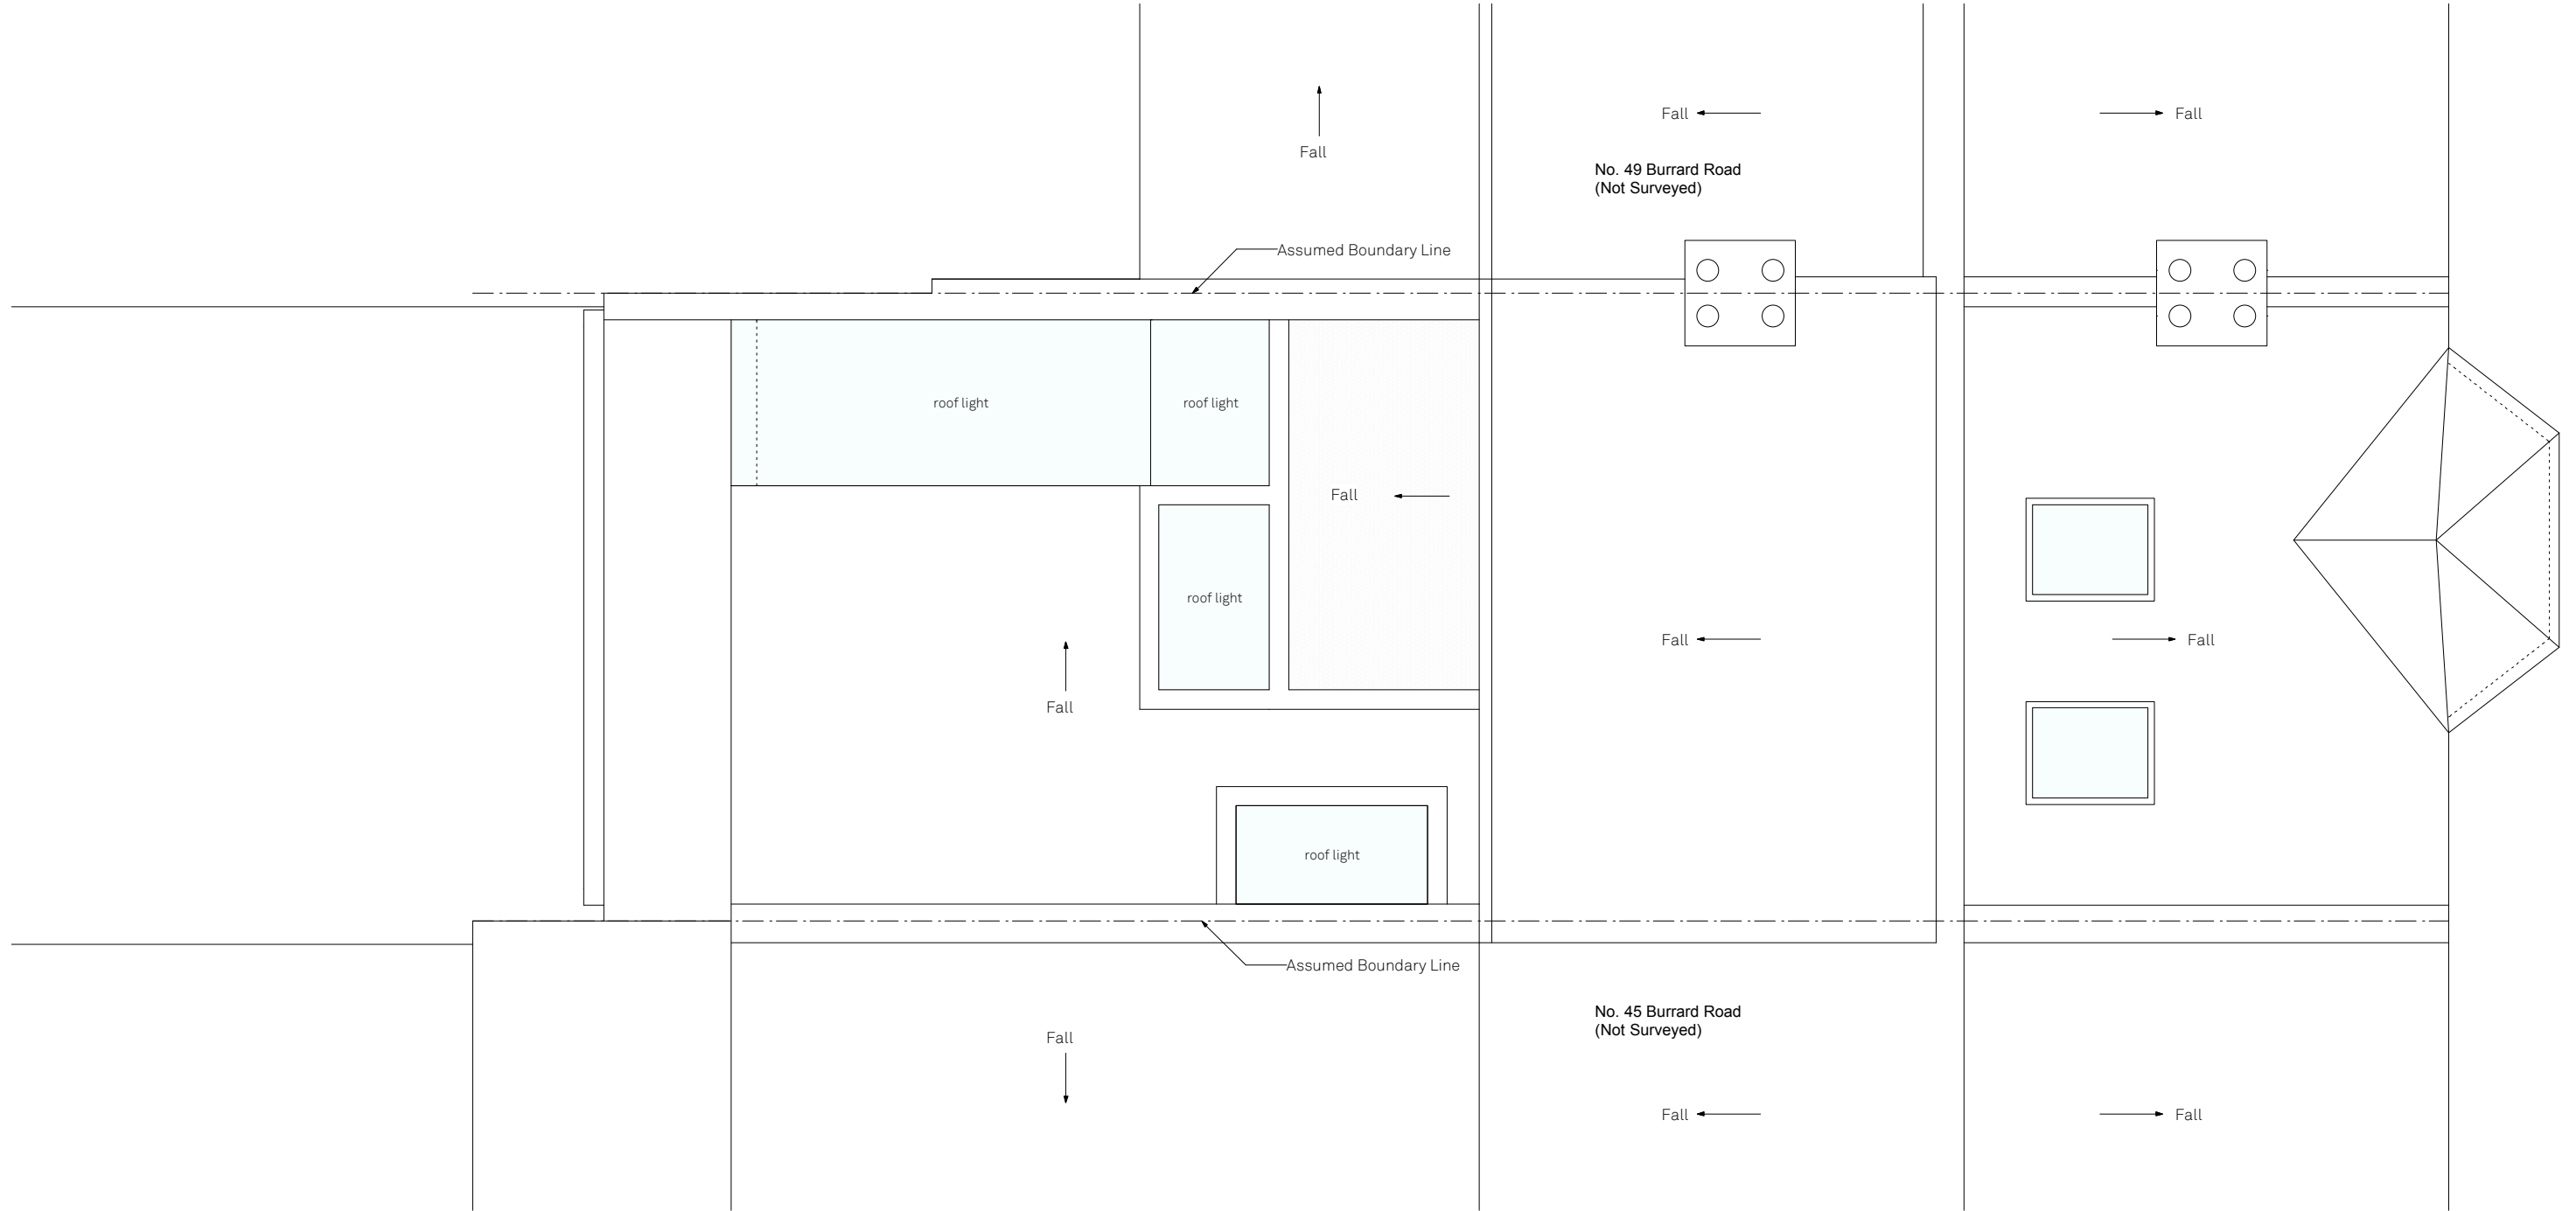 Fall
Fall
Fall
No. 49 Burrard Road
(Not Surveyed)
Assumed Boundary Line
roof light
roof light
Fall
roof light
Fall
Fall
Fall
roof light
Assumed Boundary Line
No. 45 Burrard Road
(Not Surveyed)
Fall
Fall
Fall